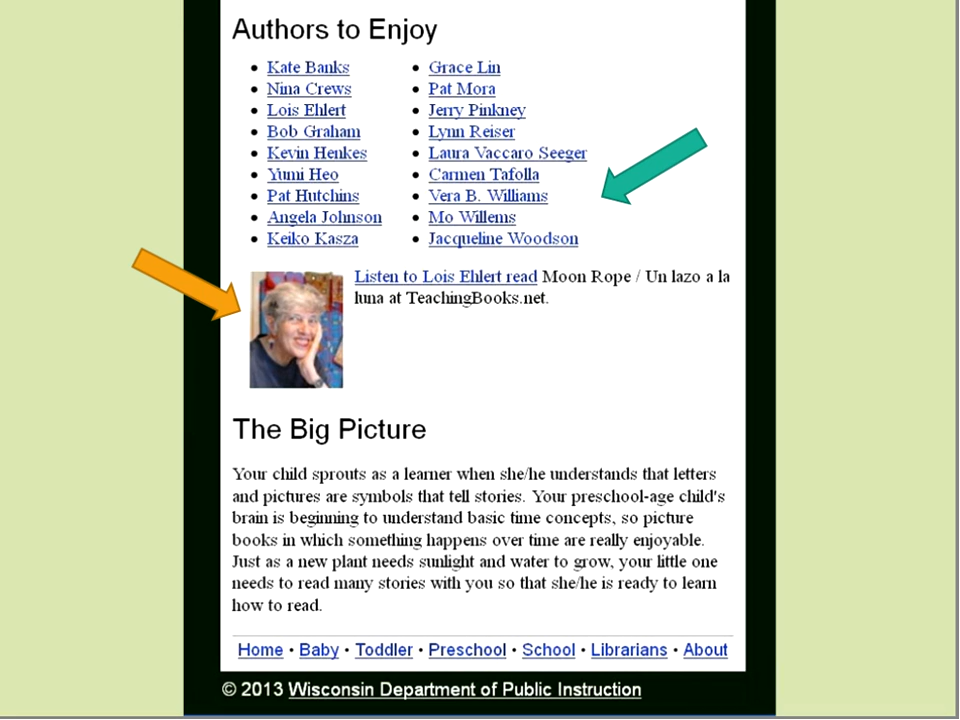 Authors to Enjoy
• Kate Banks
• Nina Crews
• Lois Ehlert
• Bob Graham
• Kevin Henkes
• Yumi Heo
• Pat Hutchins
• Angela Johnson
• Keiko Kasza
• Grace Lin
• Pat Mora
• Jerry Pinkney
• Lynn Reiser
• Laura Vaccaro Seeger
• Carmen Tafolla
• Vera B. Williams
• Mo Willems
• Jacqueline Woodson
Listen to Lois Ehlert read Moon Rope / Un lazo a la
luna at TeachingBooks.net.
The Big Picture
Your child sprouts as a learner when she/he understands that letters
and pictures are symbols that tell stories. Your preschool-age child's
brain is beginning to understand basic time concepts, so picture
books in which something happens over time are really enjoyable.
Just as a new plant needs sunlight and water to grow, your little one
needs to read many stories with you so that she/he is ready to learn
how to read.
Home • Baby • Toddler • Preschool • School • Librarians • About
© 2013 Wisconsin Department of Public Instruction